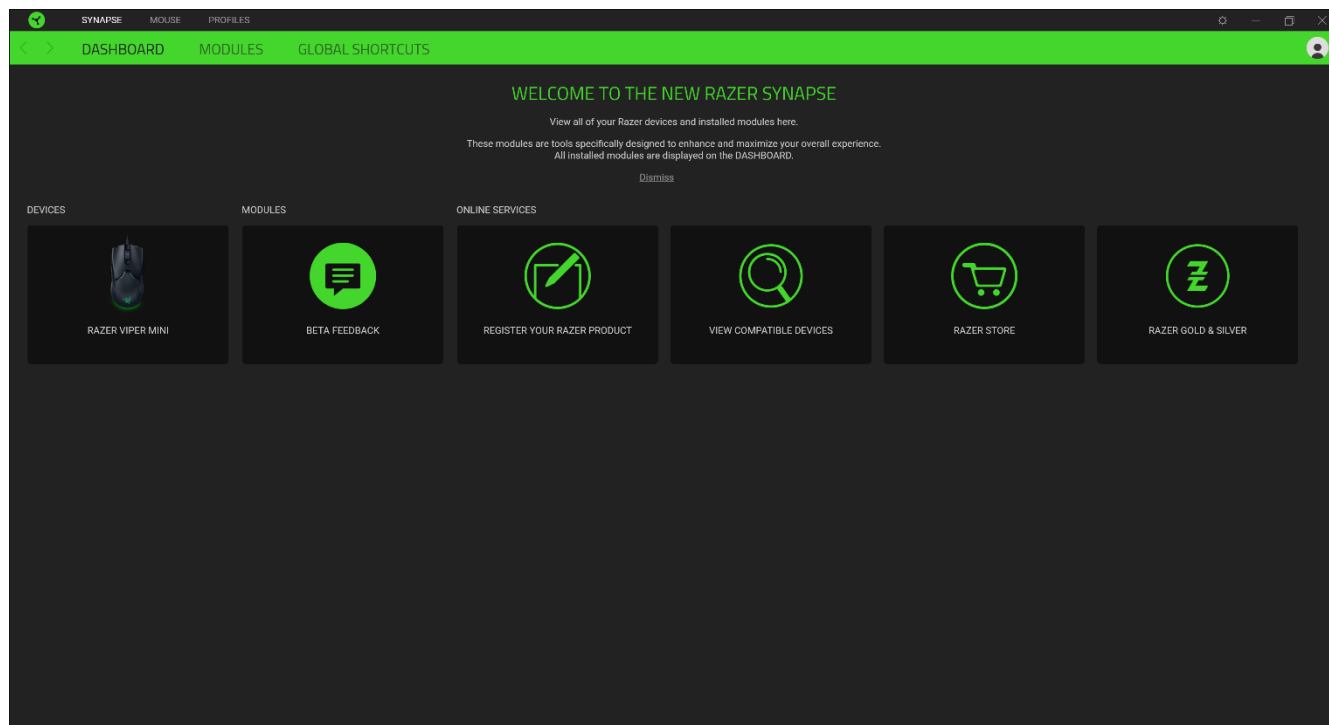 SYNAPSE MOUSE PROFILES
DASHBOARD MODULES GLOBAL SHORTCUTS
WELCOME TO THE NEW RAZER SYNAPSE
View all of your Razer devices and installed modules here.
These modules are tools specifically designed to enhance and maximize your overall experience.
All installed modules are displayed on the DASHBOARD.
Dismiss
DEVICES MODULES ONLINE SERVICES
RAZER VIPER MINI BETA FEEDBACK REGISTER YOUR RAZER PRODUCT VIEW COMPATIBLE DEVICES RAZER STORE RAZER GOLD & SILVER